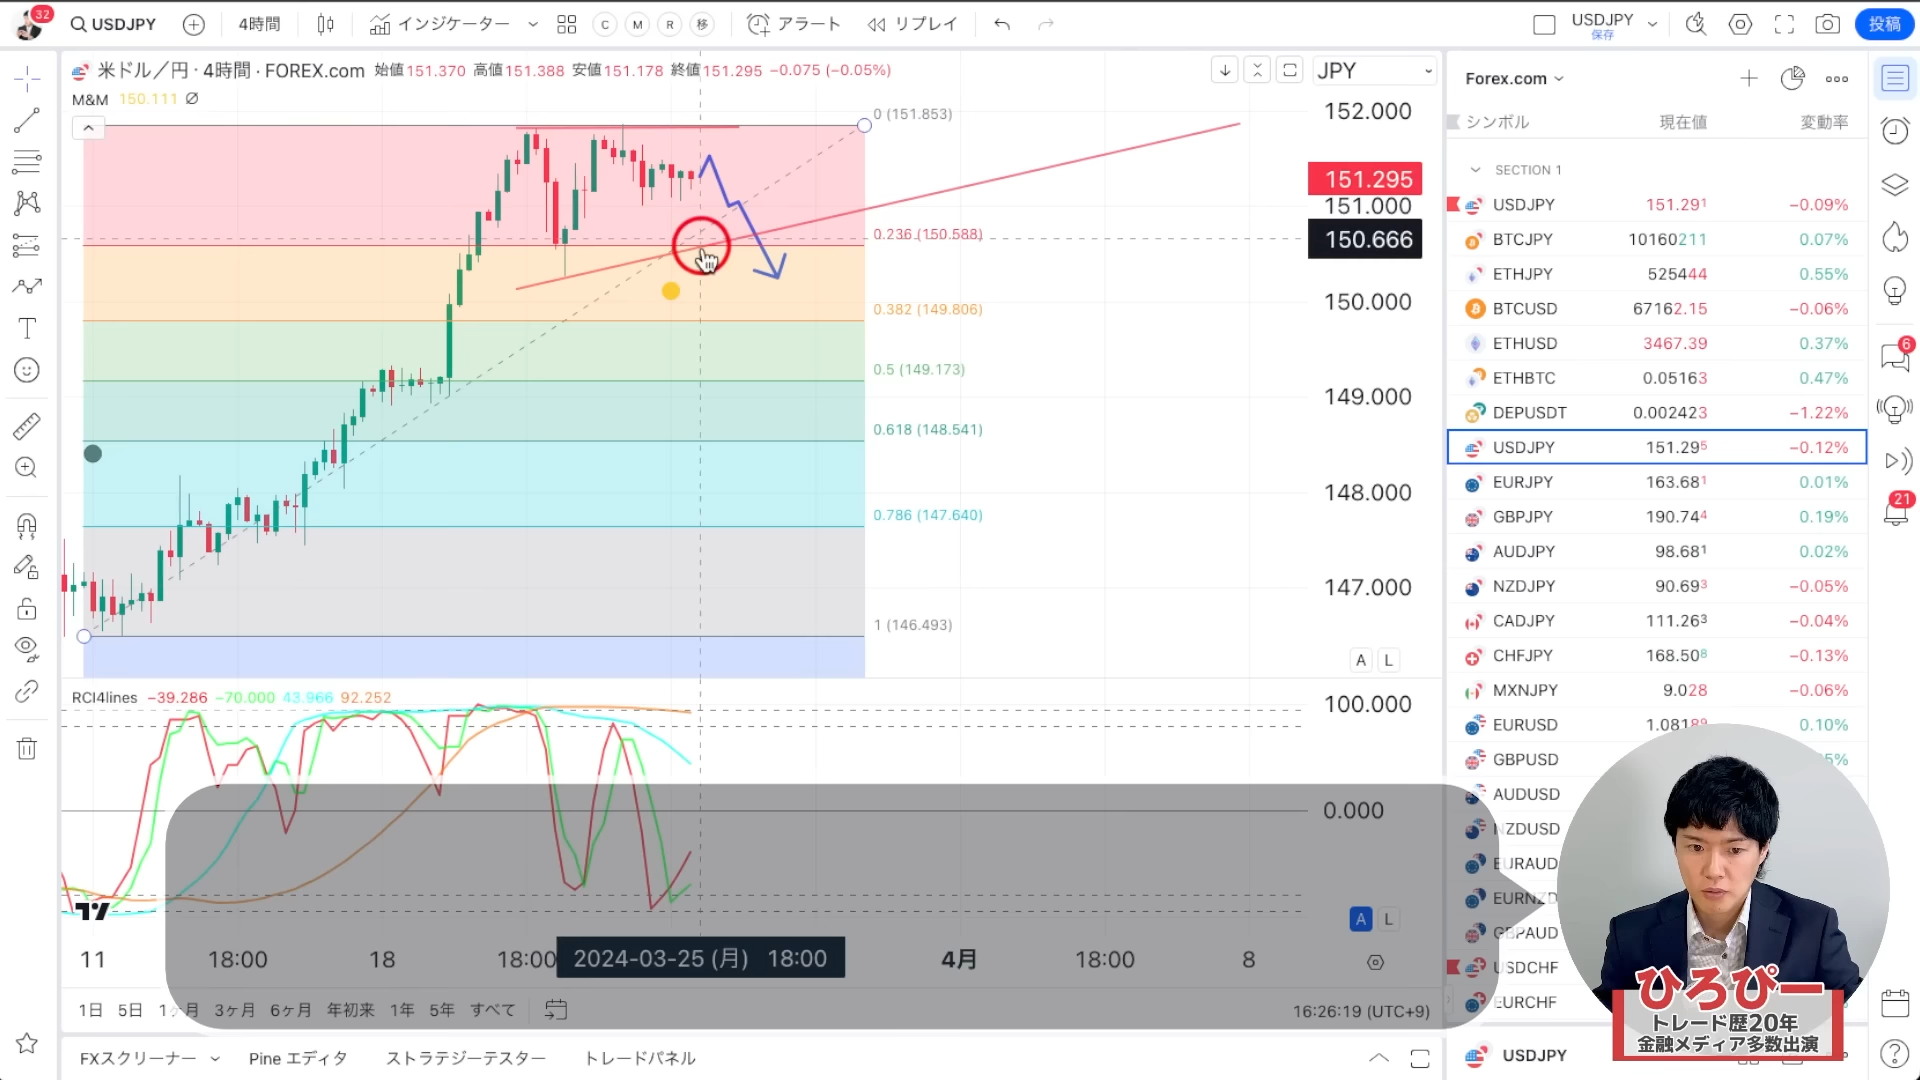 32
USDJPY
4時間
インジケーター
C
M
R
移
アラート
リプレイ
USDJPY
保存
投稿
米ドル／円 · 4時間 · FOREX.com 始値151.370 高値151.388 安値151.178 終値151.295 −0.075 (−0.05%)
M&M 150.111 ∅
JPY
0 (151.853)
0.236 (150.588)
0.382 (149.806)
0.5 (149.173)
0.618 (148.541)
0.786 (147.640)
1 (146.493)
152.000
151.295
151.000
150.666
150.000
149.000
148.000
147.000
A L
RCI4lines −39.286 −70.000 43.966 92.252
100.000
0.000
A L
11
18:00
18
18:00
2024-03-25 (月) 18:00
4月
18:00
8
1日 5日 1ヶ月 3ヶ月 6ヶ月 年初来 1年 5年 すべて
16:26:19 (UTC+9)
FXスクリーナー
Pine エディタ
ストラテジーテスター
トレードパネル
Forex.com
シンボル 現在値 変動率
SECTION 1
USDJPY 151.291 −0.09%
BTCJPY 10160211 0.07%
ETHJPY 525444 0.55%
BTCUSD 67162.15 −0.06%
ETHUSD 3467.39 0.37%
ETHBTC 0.05163 0.47%
DEPUSDT 0.002423 −1.22%
USDJPY 151.295 −0.12%
EURJPY 163.681 0.01%
GBPJPY 190.744 0.19%
AUDJPY 98.681 0.02%
NZDJPY 90.693 −0.05%
CADJPY 111.263 −0.04%
CHFJPY 168.508 −0.13%
MXNJPY 9.028 −0.06%
EURUSD 1.08189 0.10%
GBPUSD
AUDUSD
NZDUSD
EURAUD
EURNZD
GBPAUD
USDCHF
EURCHF
USDJPY
6
21
ひろぴー
トレード歴20年
金融メディア多数出演